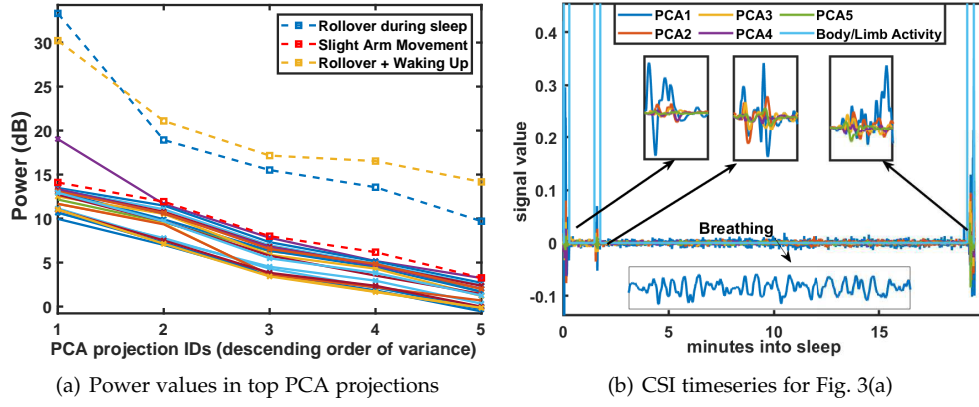 Rollover during sleep
Slight Arm Movement
Rollover + Waking Up
Power (dB)
30
25
20
15
10
5
0
1 2 3 4 5
PCA projection IDs (descending order of variance)
(a) Power values in top PCA projections
PCA1 PCA3 PCA5
PCA2 PCA4 Body/Limb Activity
signal value
0.4
0.3
0.2
0.1
0
-0.1
Breathing
0 5 10 15
minutes into sleep
(b) CSI timeseries for Fig. 3(a)